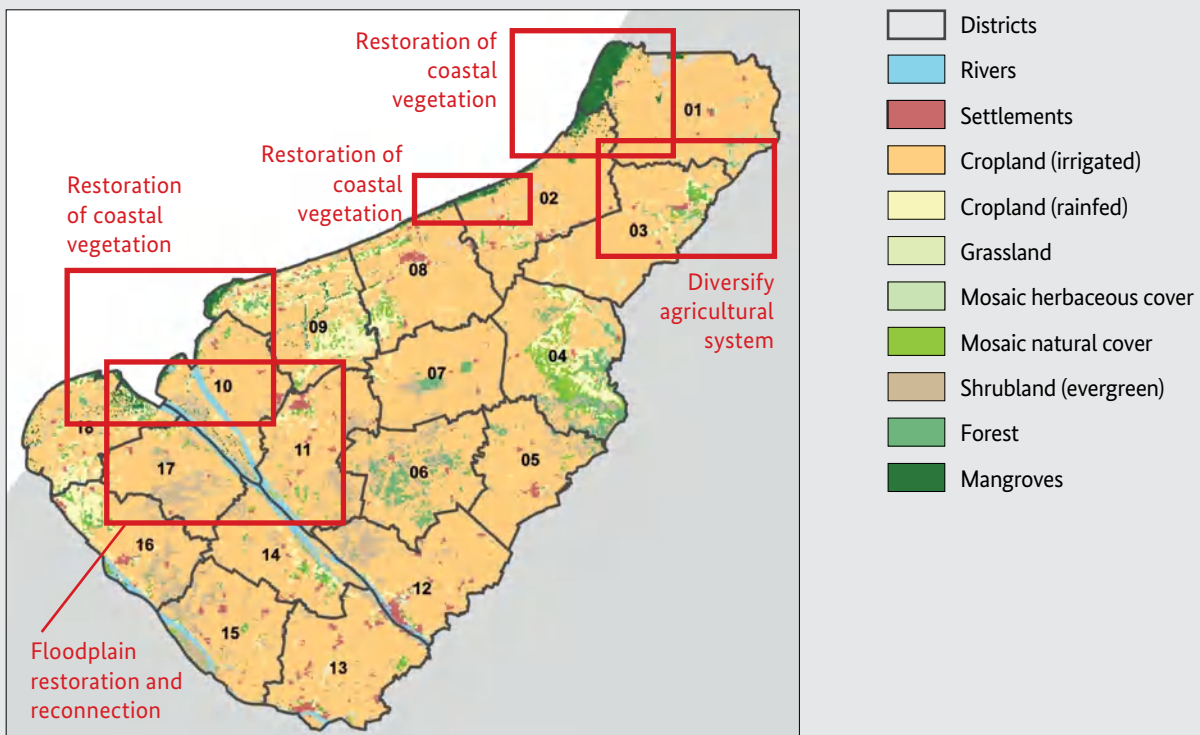 Restoration of
coastal
vegetation
Restoration of
coastal
vegetation
Restoration
of coastal
vegetation
Diversify
agricultural
system
Floodplain
restoration and
reconnection
01
02
03
08
09
04
07
10
11
06
05
18
17
16
14
12
15
13
Districts
Rivers
Settlements
Cropland (irrigated)
Cropland (rainfed)
Grassland
Mosaic herbaceous cover
Mosaic natural cover
Shrubland (evergreen)
Forest
Mangroves